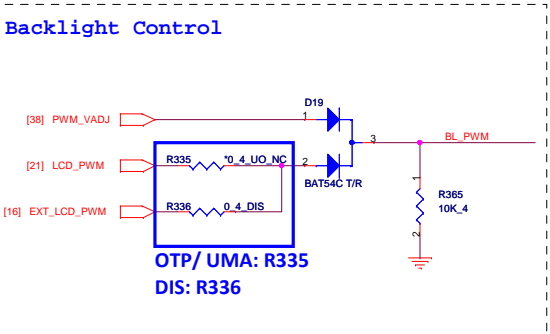 Backlight Control
D19
[38] PWM_VADJ
1
3
BL_PWM
[21] LCD_PWM
R335
*0_4_UO_NC
2
BAT54C T/R
[16] EXT_LCD_PWM
R336
0_4_DIS
1
R365
10K_4
2
OTP/ UMA: R335
DIS: R336